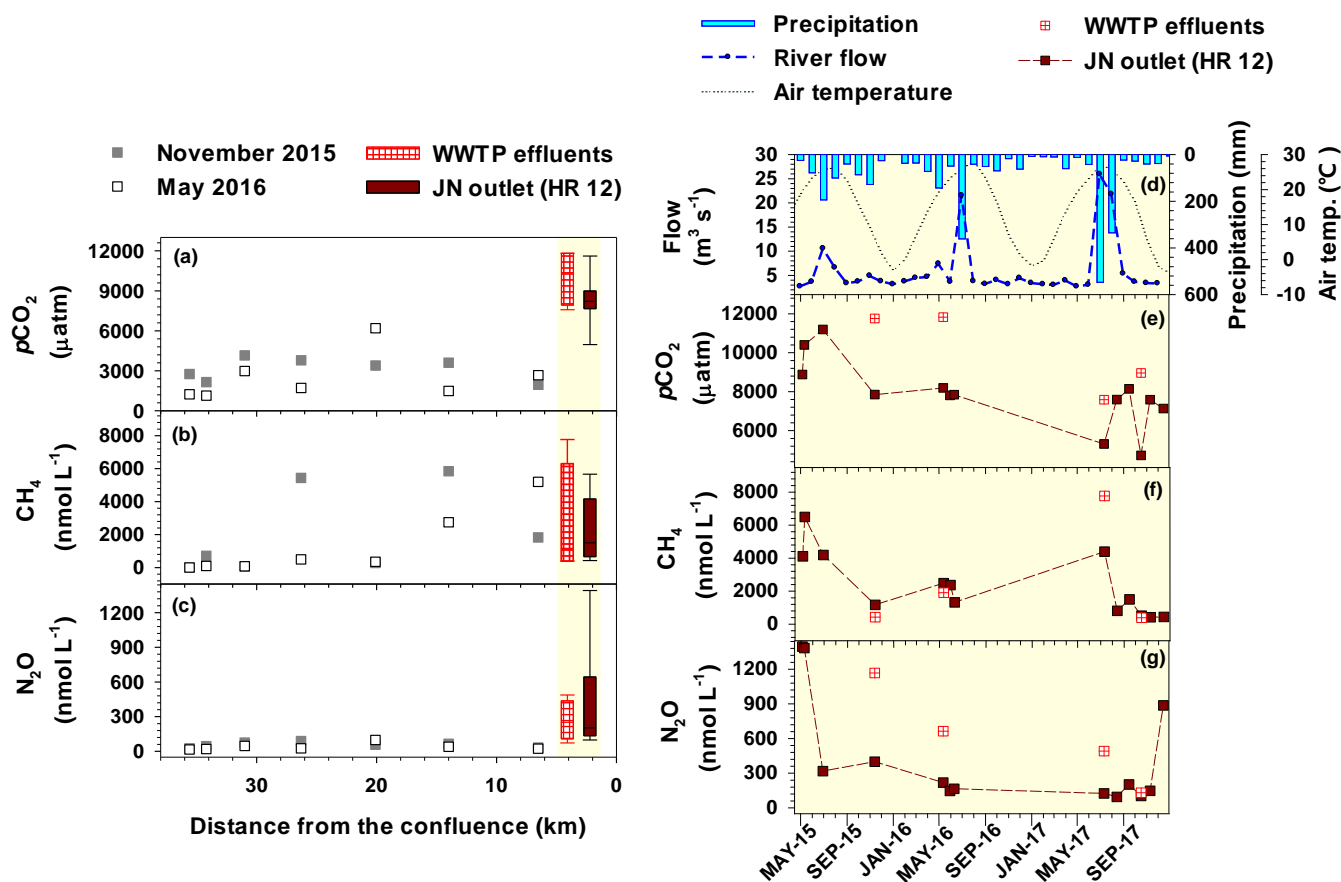 Precipitation
River flow
Air temperature
WWTP effluents
JN outlet (HR 12)
November 2015
May 2016
WWTP effluents
JN outlet (HR 12)
(a)
pCO2
(µatm)
12000
9000
6000
3000
0
(b)
CH4
(nmol L-1)
8000
6000
4000
2000
0
(c)
N2O
(nmol L-1)
1200
900
600
300
0
30
20
10
0
Distance from the confluence (km)
(d)
Flow
(m3 s-1)
30
25
20
15
10
5
0
200
400
600
Precipitation (mm)
30
20
10
0
-10
Air temp. (℃)
(e)
pCO2
(µatm)
12000
10000
8000
6000
(f)
CH4
(nmol L-1)
8000
6000
4000
2000
0
(g)
N2O
(nmol L-1)
1200
900
600
300
0
MAY-15
SEP-15
JAN-16
MAY-16
SEP-16
JAN-17
MAY-17
SEP-17